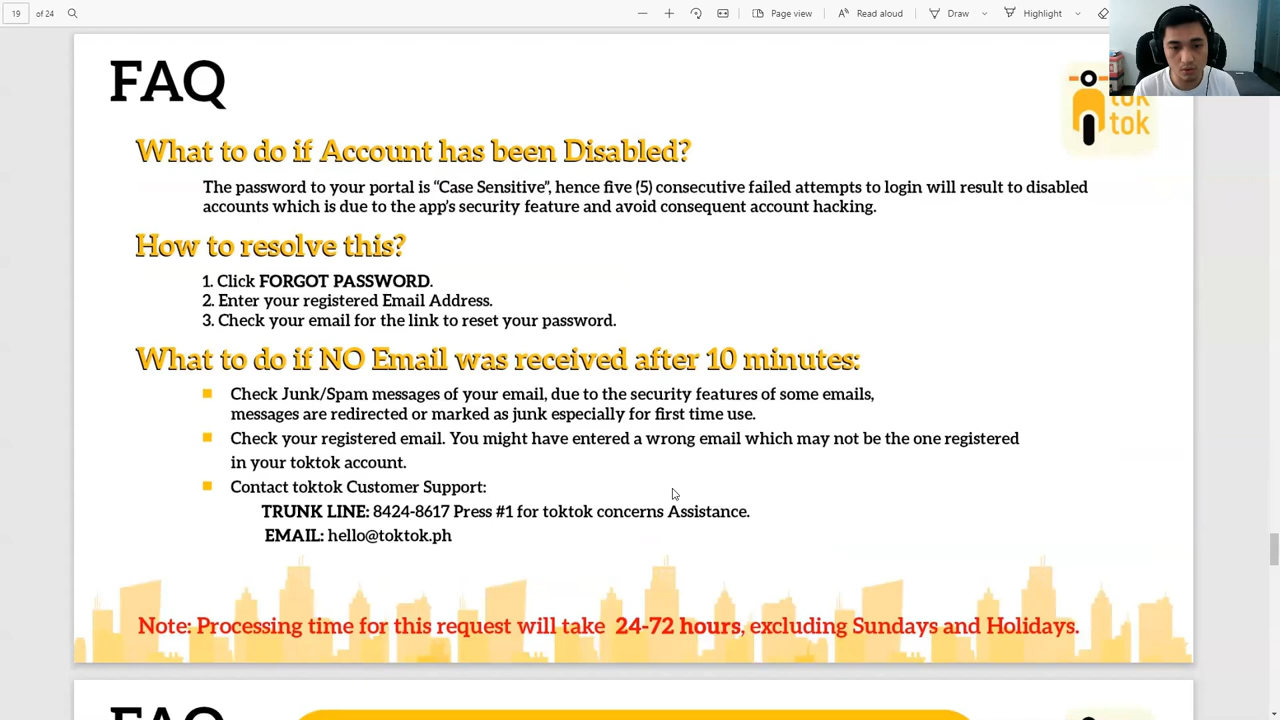 19 of 24 Page view Read aloud Draw Highlight
FAQ
tok
tok
What to do if Account has been Disabled?
The password to your portal is “Case Sensitive”, hence five (5) consecutive failed attempts to login will result to disabled
accounts which is due to the app’s security feature and avoid consequent account hacking.
How to resolve this?
1. Click FORGOT PASSWORD.
2. Enter your registered Email Address.
3. Check your email for the link to reset your password.
What to do if NO Email was received after 10 minutes:
Check Junk/Spam messages of your email, due to the security features of some emails,
messages are redirected or marked as junk especially for first time use.
Check your registered email. You might have entered a wrong email which may not be the one registered
in your toktok account.
Contact toktok Customer Support:
TRUNK LINE: 8424-8617 Press #1 for toktok concerns Assistance.
EMAIL: hello@toktok.ph
Note: Processing time for this request will take 24-72 hours, excluding Sundays and Holidays.
FAQ